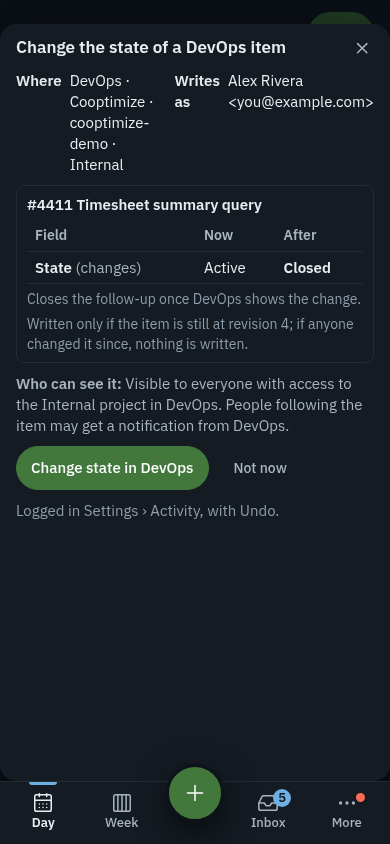 Change the state of a DevOps item
Where DevOps · Cooptimize · cooptimize-demo · Internal
Writes as Alex Rivera <you@example.com>
#4411 Timesheet summary query
Field Now After
State (changes) Active Closed
Closes the follow-up once DevOps shows the change.
Written only if the item is still at revision 4; if anyone
changed it since, nothing is written.
Who can see it: Visible to everyone with access to
the Internal project in DevOps. People following the
item may get a notification from DevOps.
Change state in DevOps Not now
Logged in Settings › Activity, with Undo.
5
Day Week Inbox More